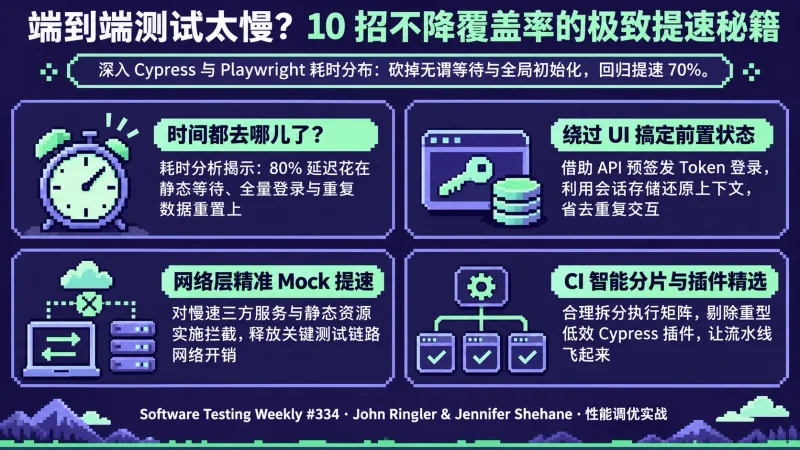 端到端测试太慢？10 招不降覆盖率的极致提速秘籍
深入 Cypress 与 Playwright 耗时分布：砍掉无谓等待与全局初始化，回归提速 70%。
时间都去哪儿了？
耗时分析揭示：80% 延迟花在
静态等待、全量登录与重复
数据重置上
绕过 UI 搞定前置状态
借助 API 预签发 Token 登录，
利用会话存储还原上下文，
省去重复交互
网络层精准 Mock 提速
对慢速三方服务与静态资源
实施拦截，释放关键测试链路
网络开销
CI 智能分片与插件精选
合理拆分执行矩阵，剔除重型
低效 Cypress 插件，让流水线
飞起来
Software Testing Weekly #334 · John Ringler & Jennifer Shehane · 性能调优实战